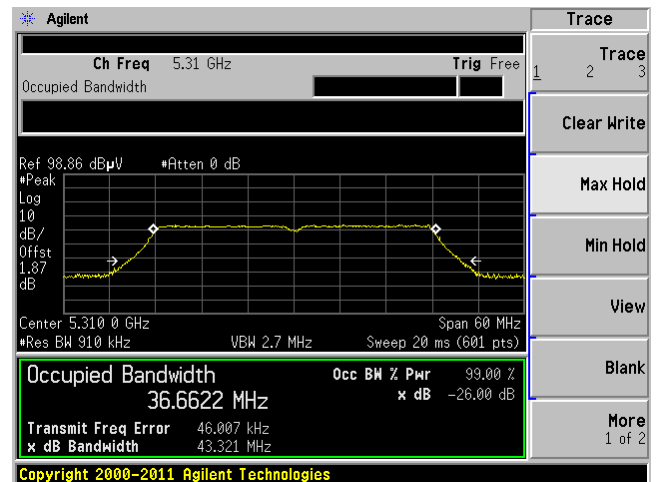 Agilent
Trace
Ch Freq 5.31 GHz Trig Free
Occupied Bandwidth
Trace
1 2 3
Clear Write
Max Hold
Min Hold
View
Blank
More
1 of 2
Ref 98.86 dBµV #Atten 0 dB
#Peak
Log
10
dB/
Offst
1.87
dB
Center 5.310 0 GHz Span 60 MHz
#Res BW 910 kHz VBW 2.7 MHz Sweep 20 ms (601 pts)
Occupied Bandwidth Occ BW % Pwr 99.00 %
36.6622 MHz x dB -26.00 dB
Transmit Freq Error 46.007 kHz
x dB Bandwidth 43.321 MHz
Copyright 2000-2011 Agilent Technologies